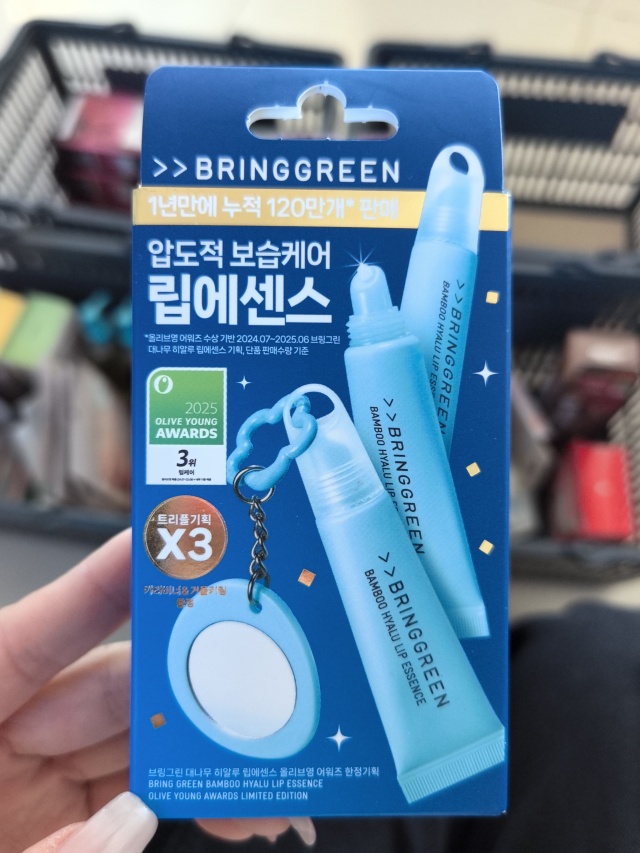 >>BRINGGREEN
1년만에 누적 120만개* 판매
압도적 보습케어
립에센스
*올리브영 어워즈 수상 기반 2024.07~2025.06 브링그린
대나무 히알루 립에센스 기획, 단품 판매수량 기준
2025
OLIVE YOUNG
AWARDS
3위
립케어
트리플기획
X3
증정
>>BRINGGREEN
BAMBOO HYALU LIP ESSENCE
>>BRINGGREEN
BAMBOO HYALU LIP
>>BRINGGREEN
BAMBOO HYALU LIP ESSENCE
브링그린 대나무 히알루 립에센스 올리브영 어워즈 한정기획
BRING GREEN BAMBOO HYALU LIP ESSENCE
OLIVE YOUNG AWARDS LIMITED EDITION